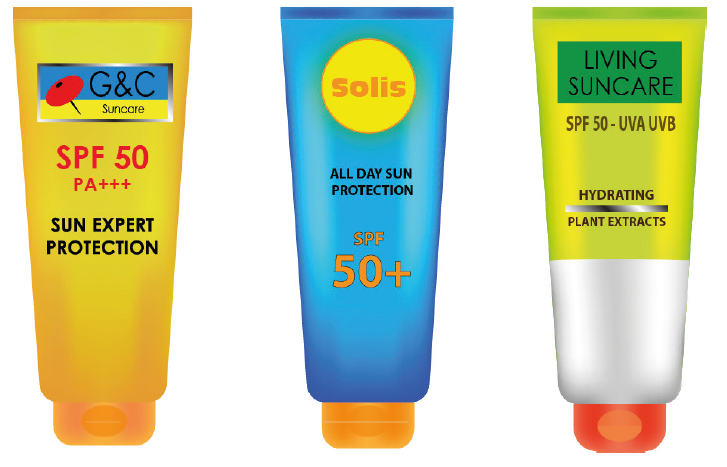 G&C
Suncare
SPF 50
PA+++
SUN EXPERT
PROTECTION
Solis
ALL DAY SUN
PROTECTION
SPF
50+
LIVING
SUNCARE
SPF 50 - UVA UVB
HYDRATING
PLANT EXTRACTS